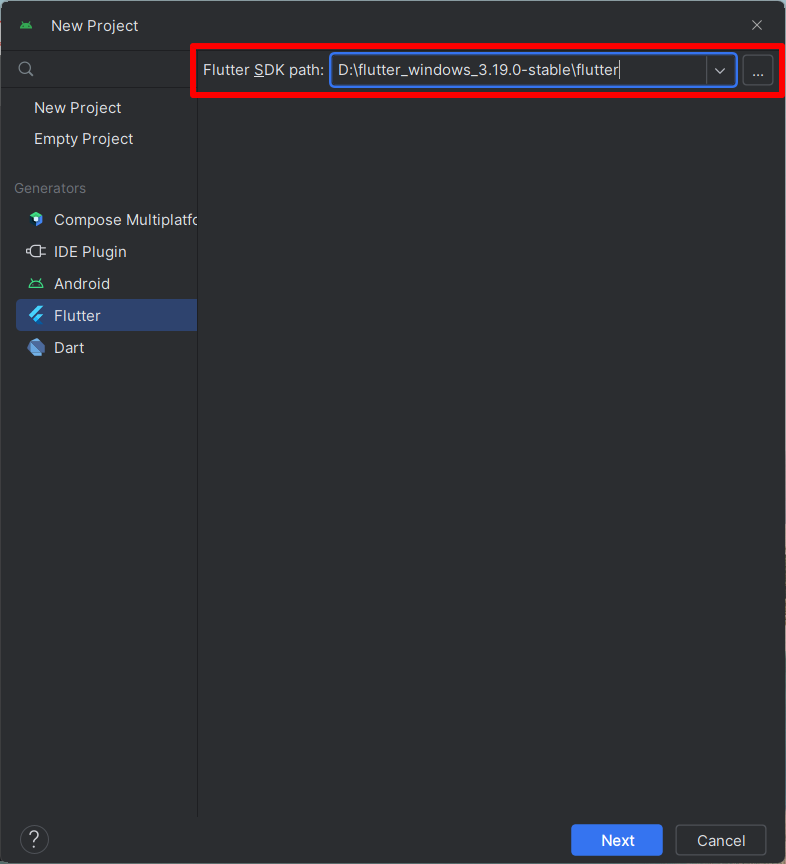 New Project
Flutter SDK path: D:\flutter_windows_3.19.0-stable\flutter
...
New Project
Empty Project
Generators
Compose Multiplatfo
IDE Plugin
Android
Flutter
Dart
?
Next
Cancel